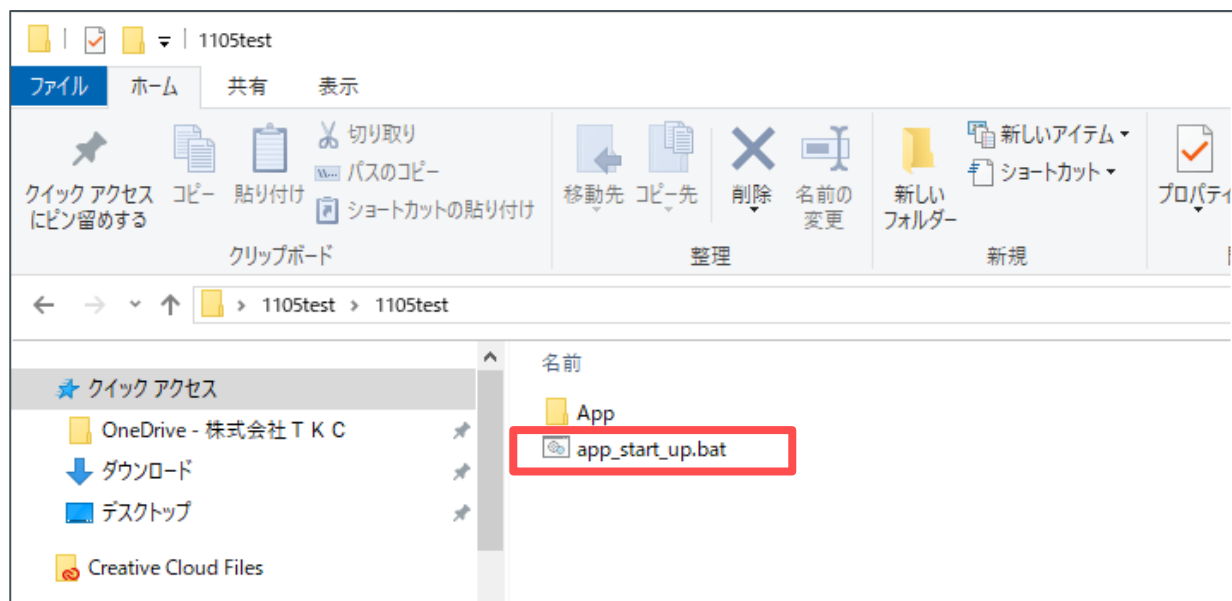 1105test
ファイル ホーム 共有 表示
クイック アクセス
にピン留めする
コピー
貼り付け
切り取り
パスのコピー
ショートカットの貼り付け
クリップボード
移動先
コピー先
削除
名前の
変更
整理
新しい
フォルダー
新しいアイテム
ショートカット
新規
プロパティ
1105test > 1105test
クイック アクセス
OneDrive - 株式会社ＴＫＣ
ダウンロード
デスクトップ
Creative Cloud Files
名前
App
app_start_up.bat